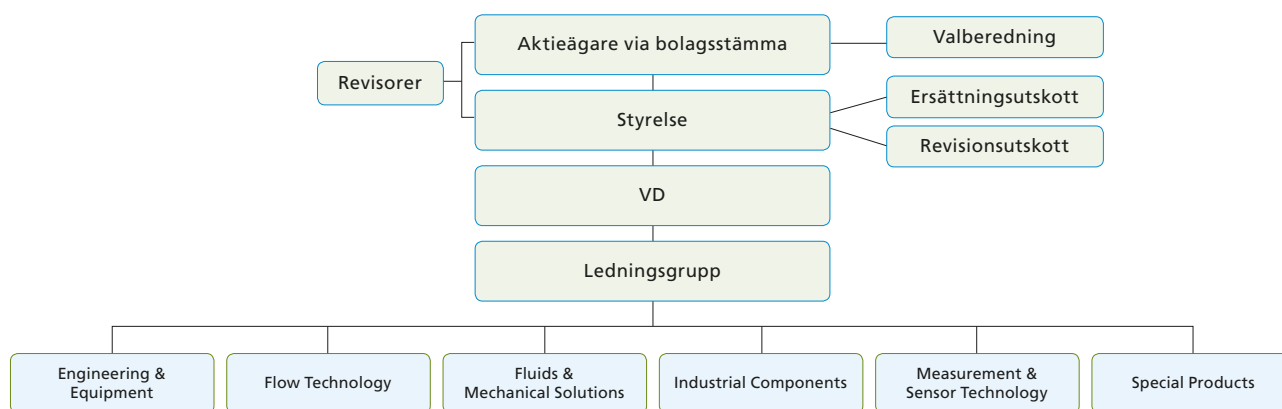 Aktieägare via bolagsstämma
Valberedning
Revisorer
Ersättningsutskott
Styrelse
Revisionsutskott
VD
Ledningsgrupp
Engineering &
Equipment
Flow Technology
Fluids &
Mechanical Solutions
Industrial Components
Measurement &
Sensor Technology
Special Products